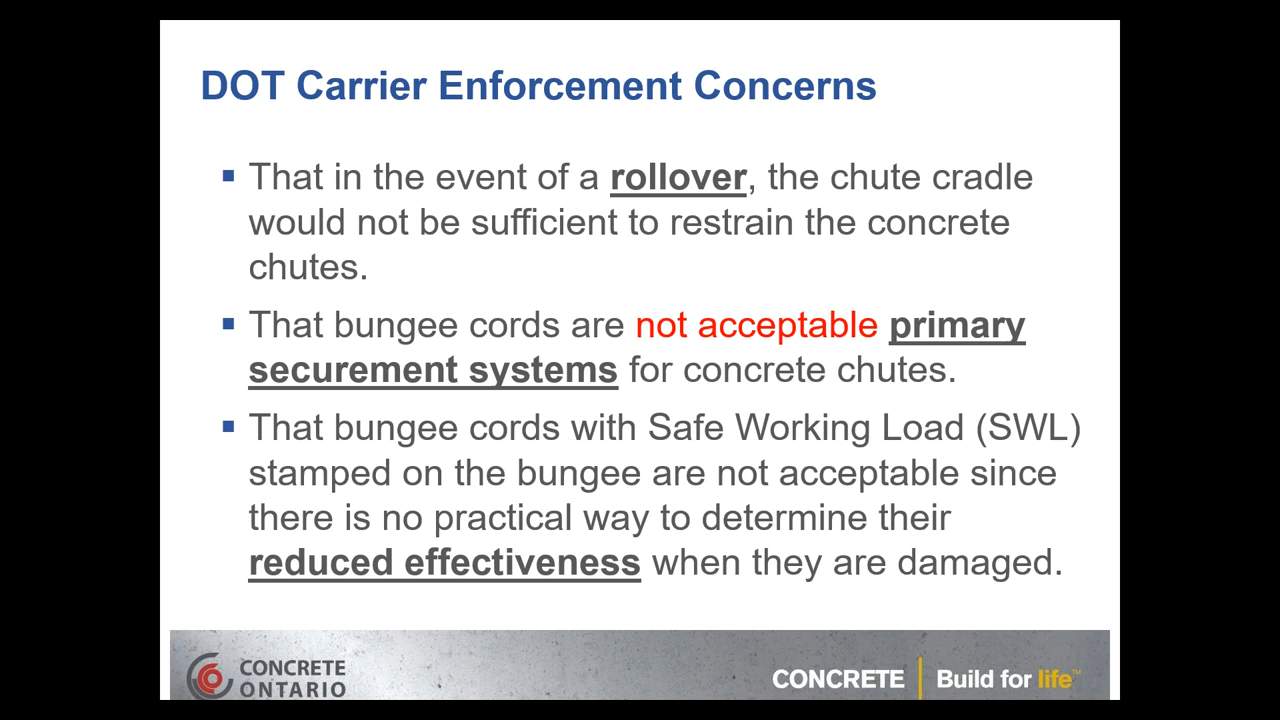 DOT Carrier Enforcement Concerns
▪ That in the event of a rollover, the chute cradle
would not be sufficient to restrain the concrete
chutes.
▪ That bungee cords are not acceptable primary
securement systems for concrete chutes.
▪ That bungee cords with Safe Working Load (SWL)
stamped on the bungee are not acceptable since
there is no practical way to determine their
reduced effectiveness when they are damaged.
CONCRETE
ONTARIO
CONCRETE | Build for life™